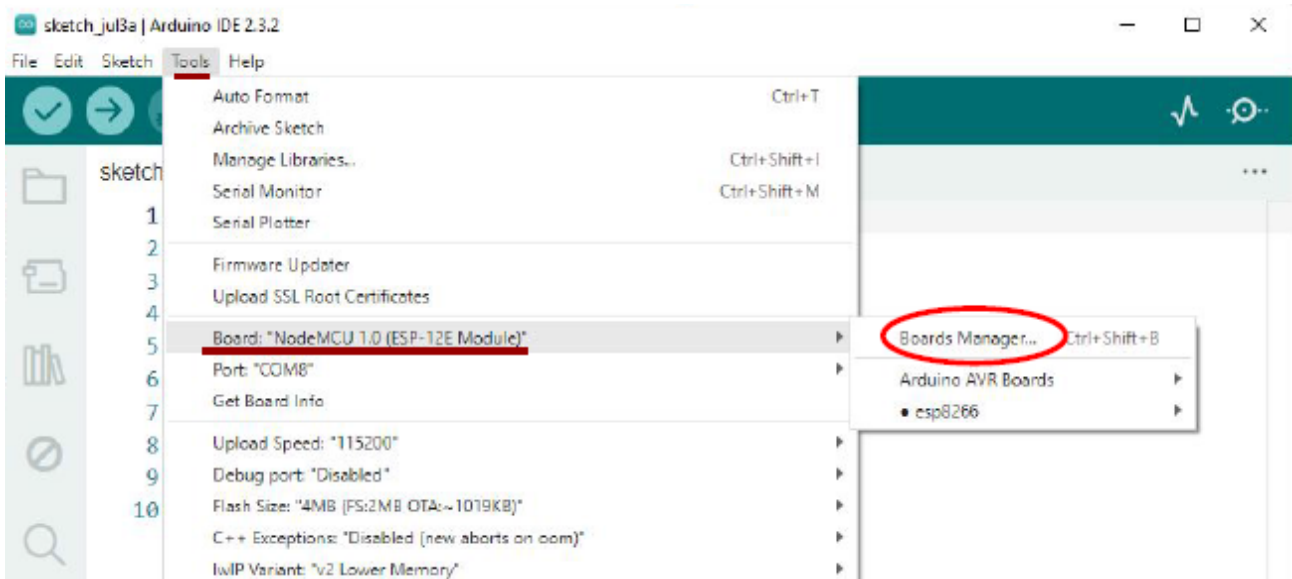 sketch_jul3a | Arduino IDE 2.3.2
File Edit Sketch Tools Help
Auto Format Ctrl+T
Archive Sketch
Manage Libraries... Ctrl+Shift+I
sketch
Serial Monitor Ctrl+Shift+M
1
Serial Plotter
2
Firmware Updater
3
Upload SSL Root Certificates
4
Board: "NodeMCU 1.0 (ESP-12E Module)"
Boards Manager... Ctrl+Shift+B
5
Port: "COM8"
6
Arduino AVR Boards
Get Board Info
7
● esp8266
Upload Speed: "115200"
8
Debug port: "Disabled"
9
Flash Size: "4MB (FS:2MB OTA:~1019KB)"
10
C++ Exceptions: "Disabled (new aborts on oom)"
lwIP Variant: "v2 Lower Memory"